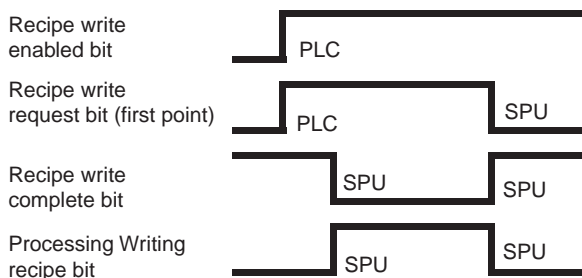 Recipe write
enabled bit
PLC
Recipe write
request bit (first point)
PLC
SPU
Recipe write
complete bit
SPU
SPU
Processing Writing
recipe bit
SPU
SPU